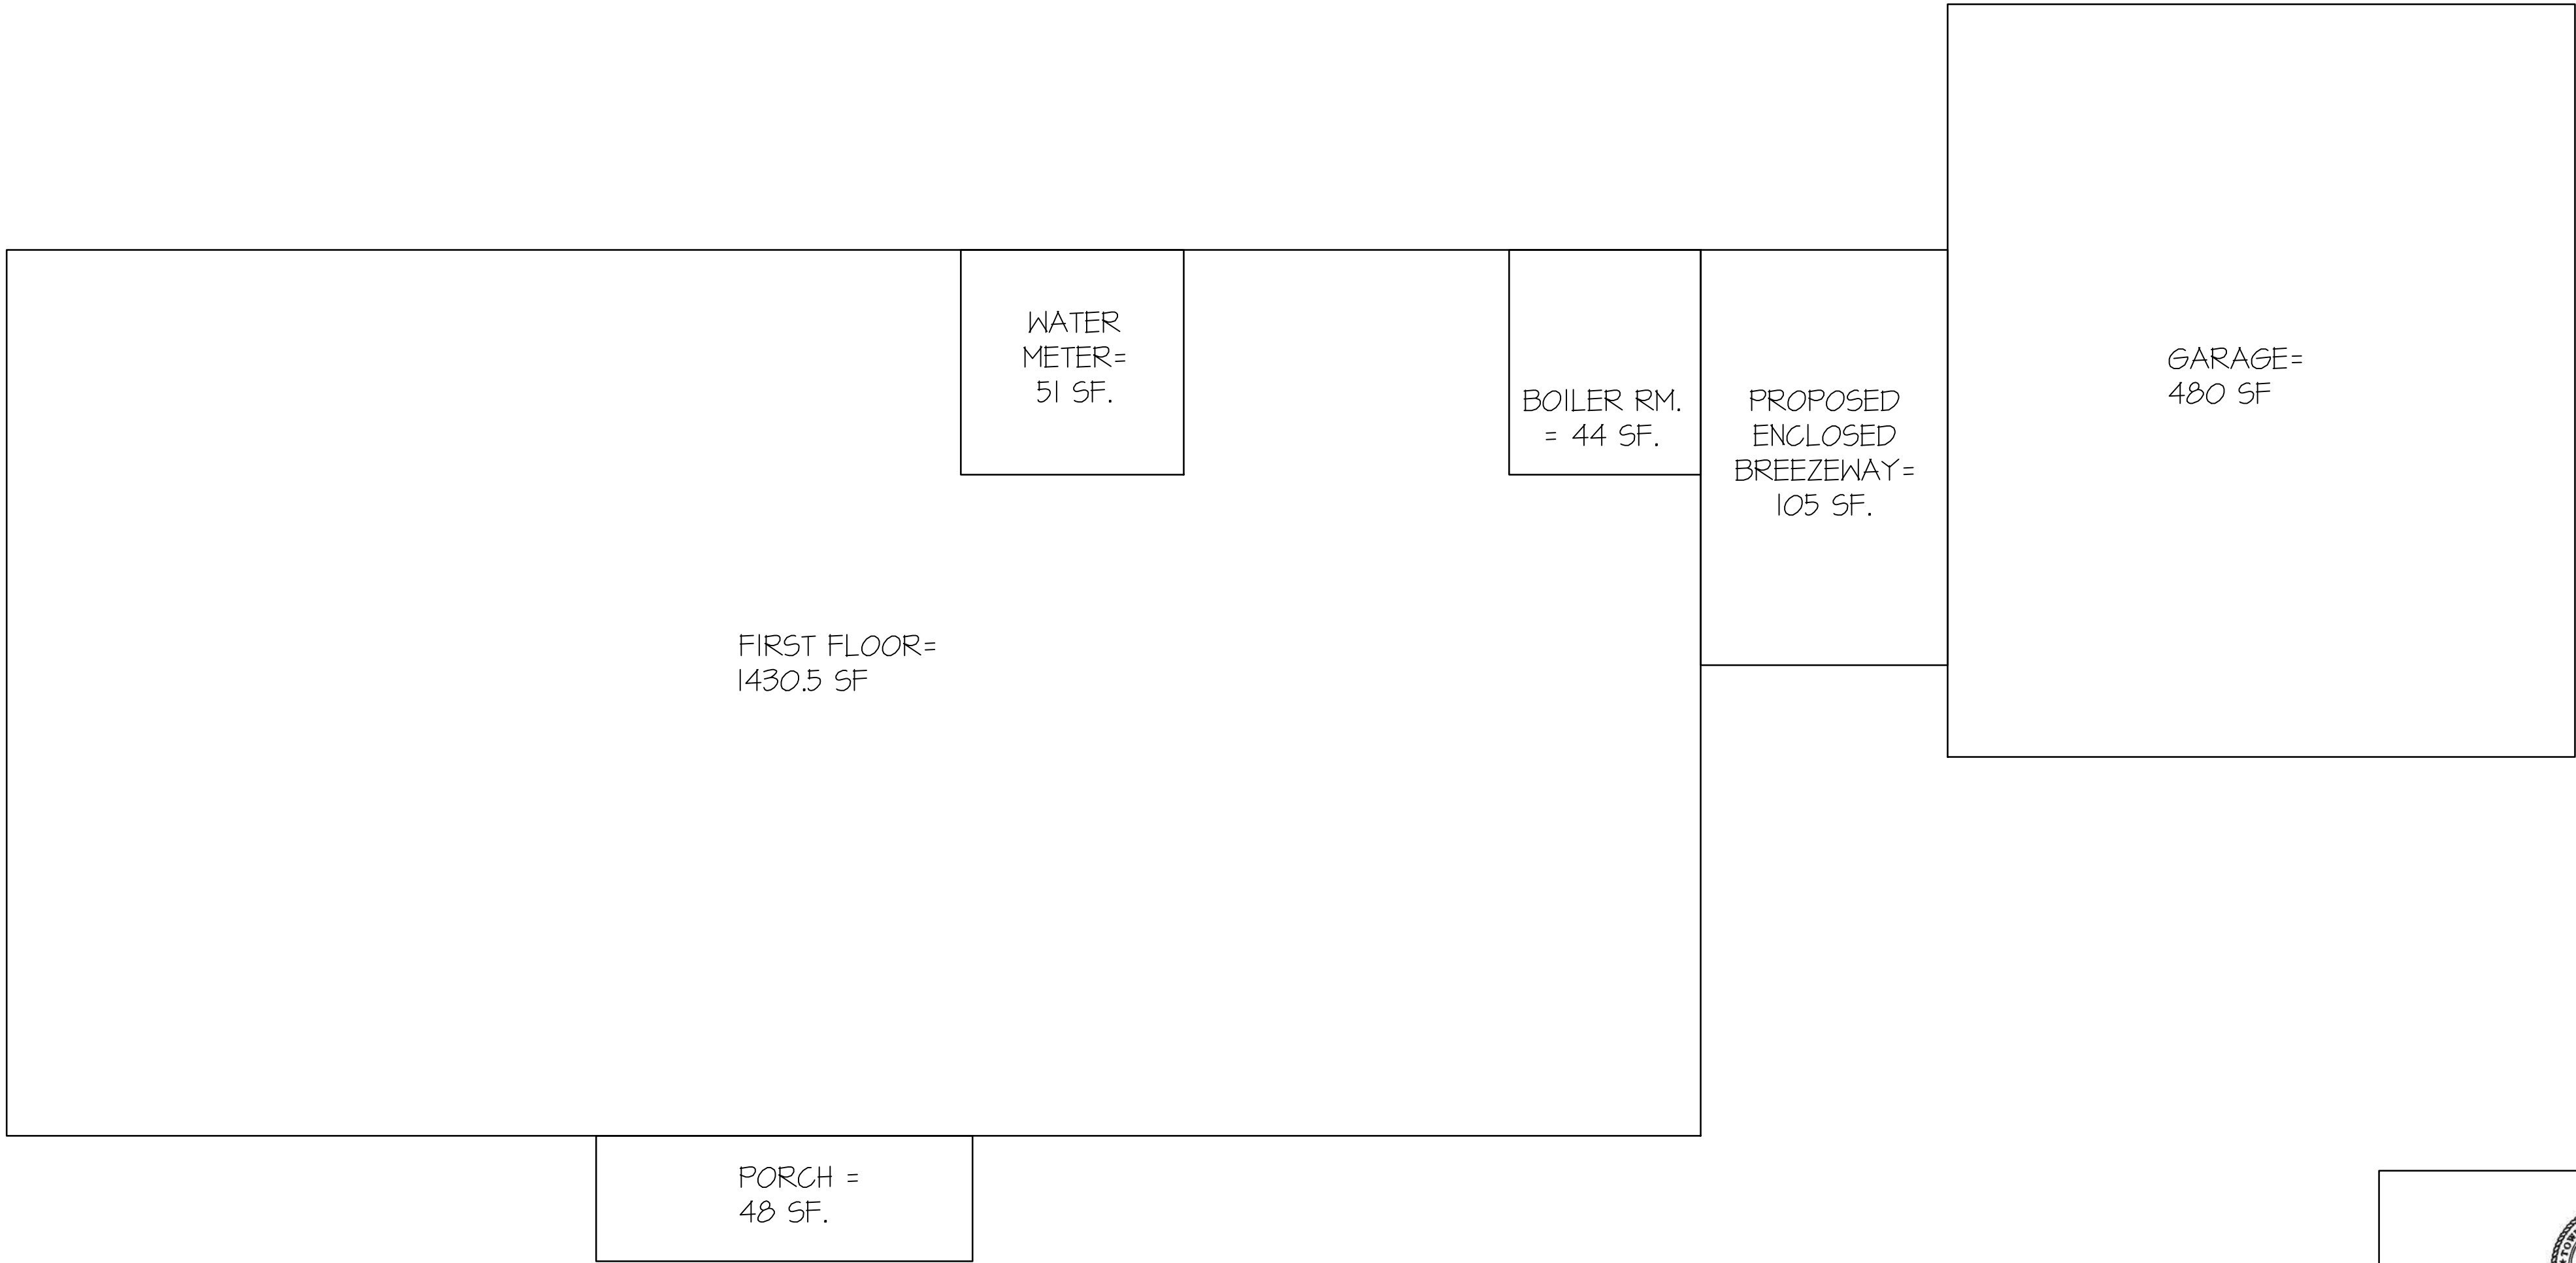 WATER
METER=
51 SF.
BOILER RM.
= 44 SF.
PROPOSED
ENCLOSED
BREEZEWAY=
105 SF.
GARAGE=
480 SF
FIRST FLOOR=
1430.5 SF
PORCH =
48 SF.